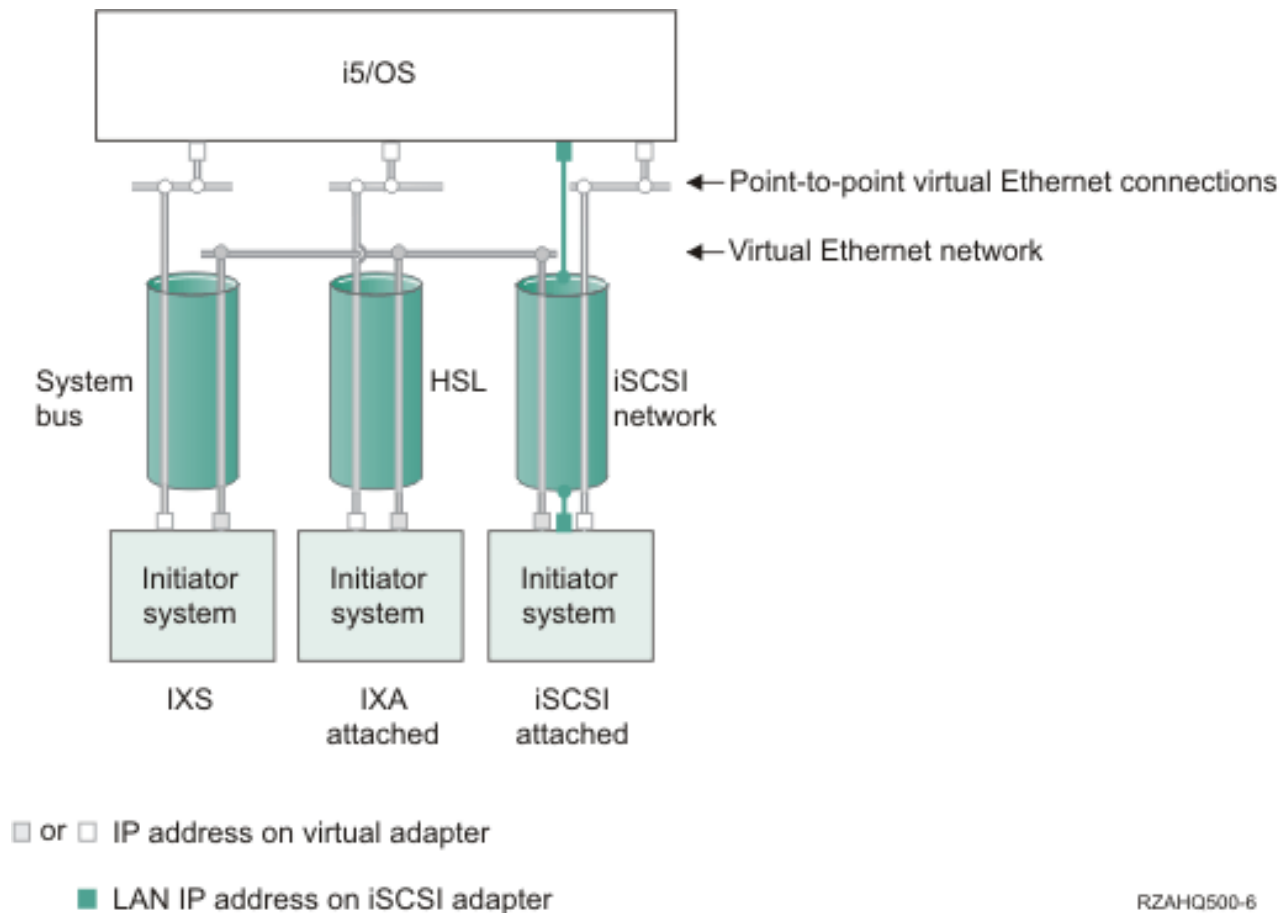 i5/OS
Point-to-point virtual Ethernet connections
Virtual Ethernet network
System
bus
HSL
iSCSI
network
Initiator
system
Initiator
system
Initiator
system
IXS
IXA
attached
iSCSI
attached
or
IP address on virtual adapter
LAN IP address on iSCSI adapter
RZAHQ500-6